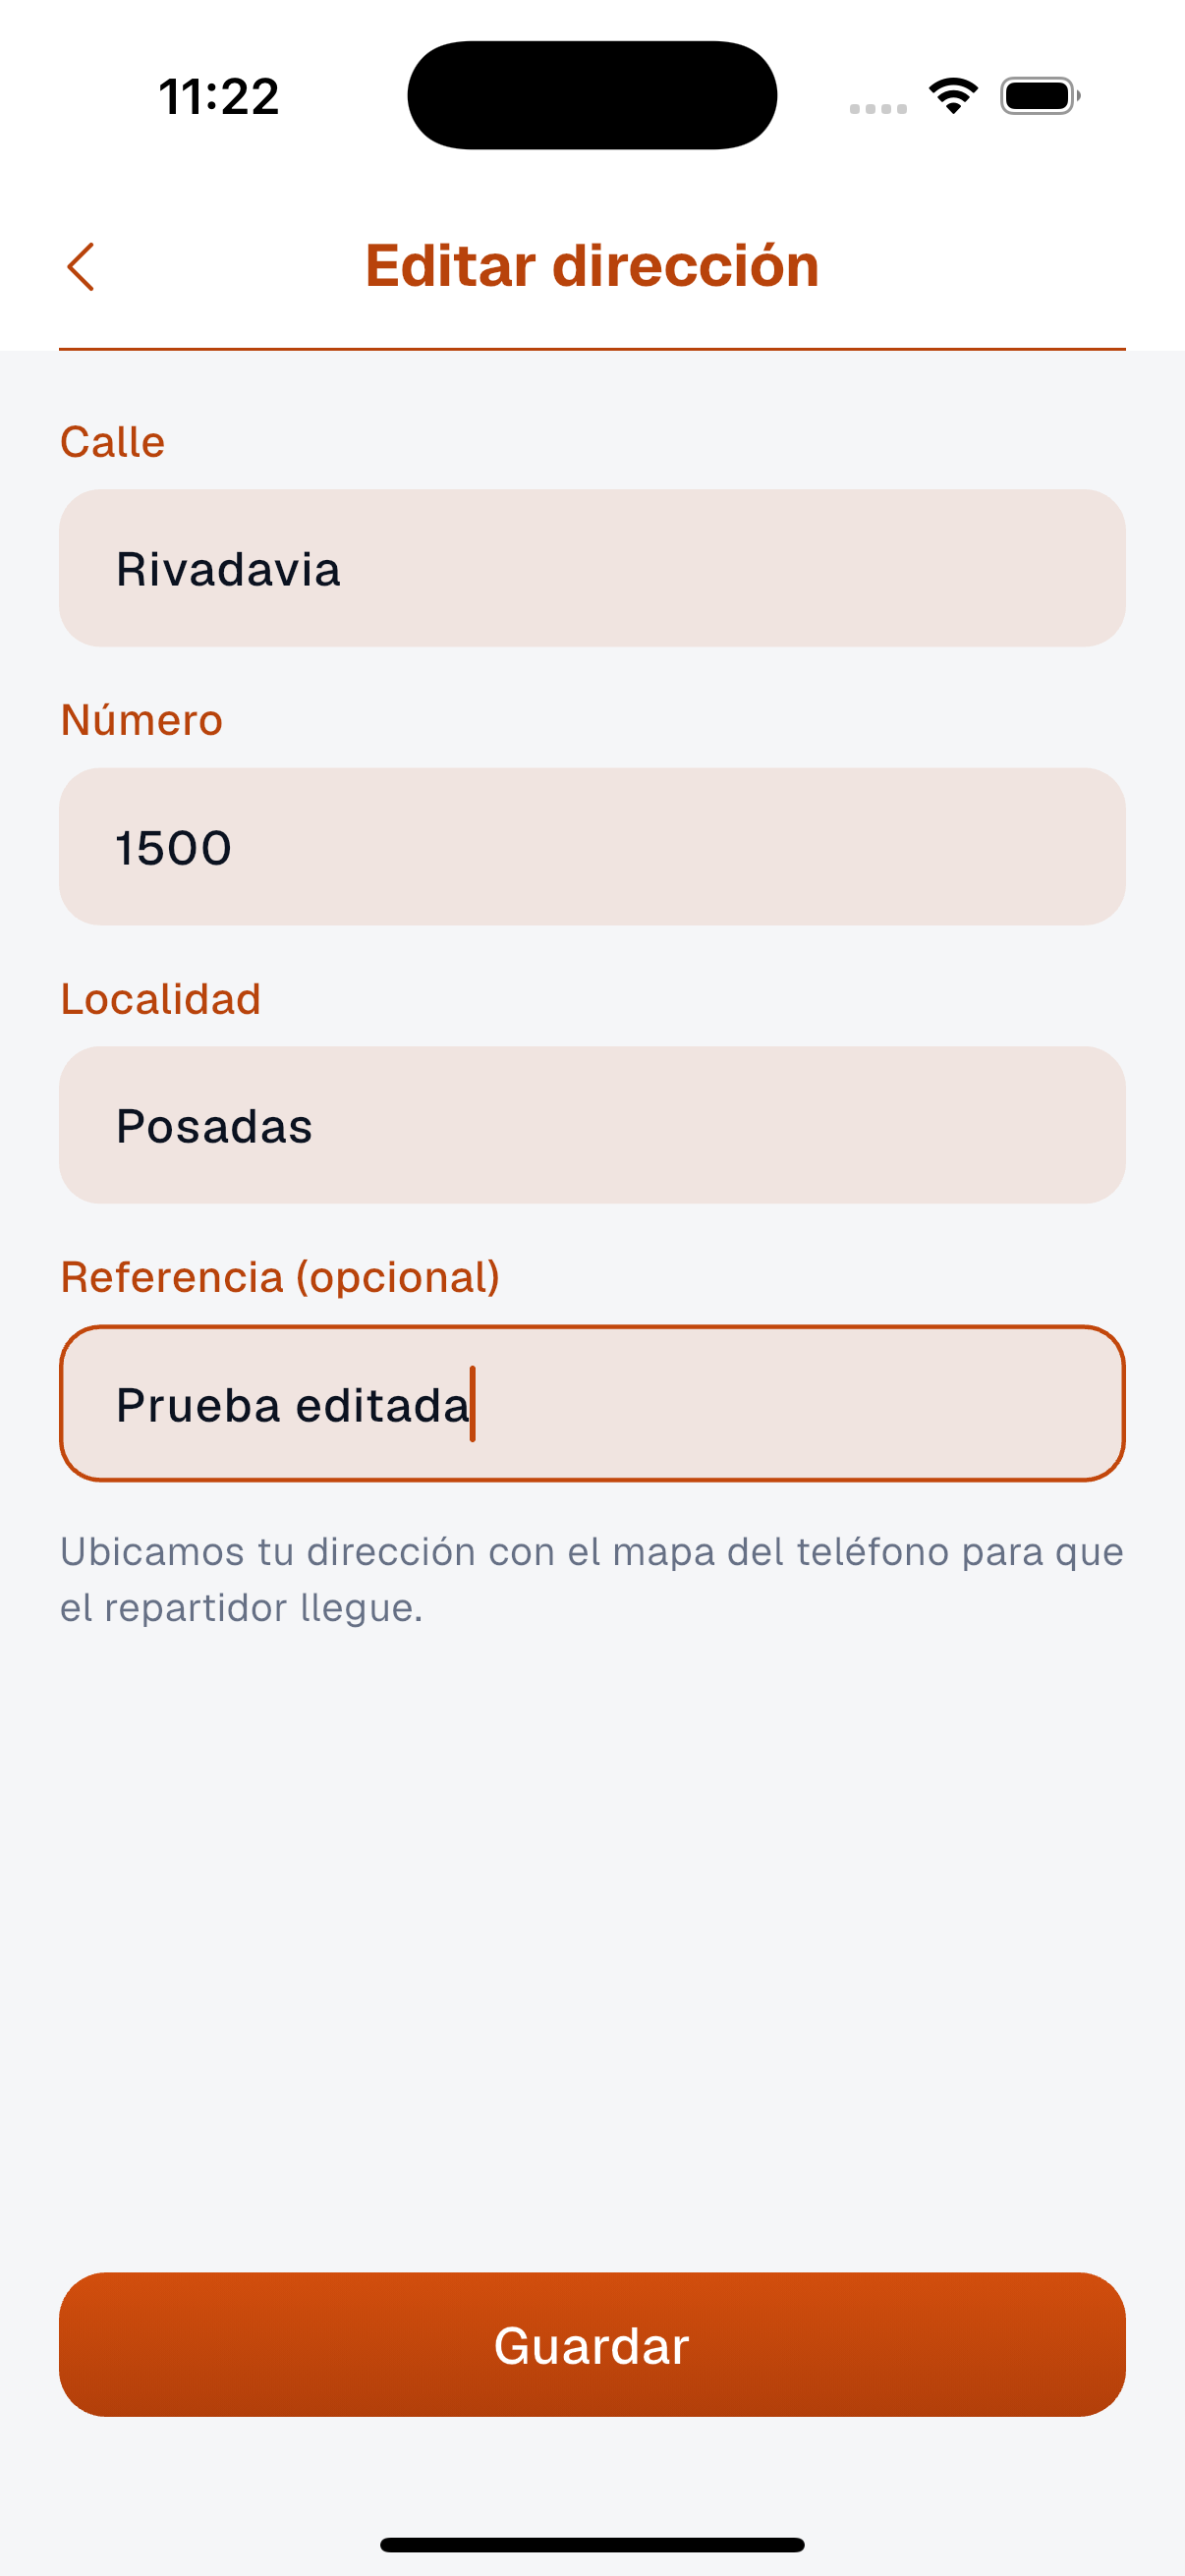 11:22
Editar dirección
Calle
Rivadavia
Número
1500
Localidad
Posadas
Referencia (opcional)
Prueba editada
Ubicamos tu dirección con el mapa del teléfono para que
el repartidor llegue.
Guardar